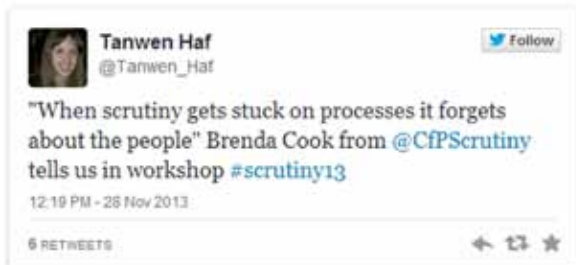 Tanwen Haf
Follow
@Tanwen_Haf
"When scrutiny gets stuck on processes it forgets
about the people" Brenda Cook from @CfPScrutiny
tells us in workshop #scrutiny13
12:19 PM - 28 Nov 2013
6 RETWEETS